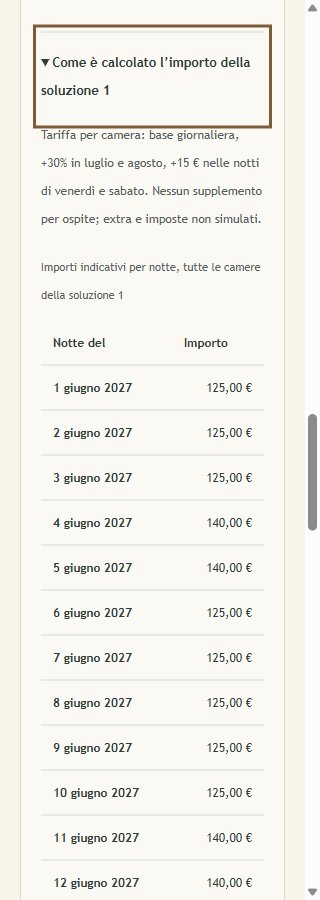 ▼ Come è calcolato l’importo della
soluzione 1
Tariffa per camera: base giornaliera,
+30% in luglio e agosto, +15 € nelle notti
di venerdì e sabato. Nessun supplemento
per ospite; extra e imposte non simulati.
Importi indicativi per notte, tutte le camere
della soluzione 1
Notte del Importo
1 giugno 2027 125,00 €
2 giugno 2027 125,00 €
3 giugno 2027 125,00 €
4 giugno 2027 140,00 €
5 giugno 2027 140,00 €
6 giugno 2027 125,00 €
7 giugno 2027 125,00 €
8 giugno 2027 125,00 €
9 giugno 2027 125,00 €
10 giugno 2027 125,00 €
11 giugno 2027 140,00 €
12 giugno 2027 140,00 €